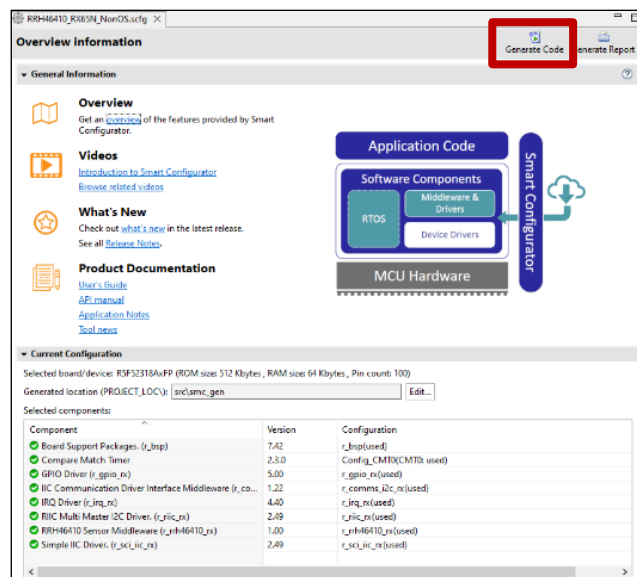 RRH46410_RX65N_NonOS.scfg
Overview information
Generate Code
enerate Report
General Information
Overview
Get an overview of the features provided by Smart
Configurator.
Videos
Introduction to Smart Configurator
Browse related videos
What's New
Check out what's new in the latest release.
See all Release Notes.
Product Documentation
User's Guide
API manual
Application Notes
Tool news
Application Code
Software Components
RTOS
Middleware &
Drivers
Device Drivers
MCU Hardware
Smart Configurator
Current Configuration
Selected board/device: R5F52318AxFP (ROM size: 512 Kbytes , RAM size: 64 Kbytes , Pin count: 100)
Generated location (PROJECT_LOC\): src\smc_gen Edit...
Selected components:
Component Version Configuration
Board Support Packages. (r_bsp) 7.42 r_bsp(used)
Compare Match Timer 2.3.0 Config_CMT0(CMT0: used)
GPIO Driver (r_gpio_rx) 5.00 r_gpio_rx(used)
IIC Communication Driver Interface Middleware (r_co... 1.22 r_comms_i2c_rx(used)
IRQ Driver (r_irq_rx) 4.40 r_irq_rx(used)
RIIC Multi Master I2C Driver. (r_riic_rx) 2.49 r_riic_rx(used)
RRH46410 Sensor Middleware (r_rrh46410_rx) 1.00 r_rrh46410_rx(used)
Simple IIC Driver. (r_sci_iic_rx) 2.49 r_sci_iic_rx(used)